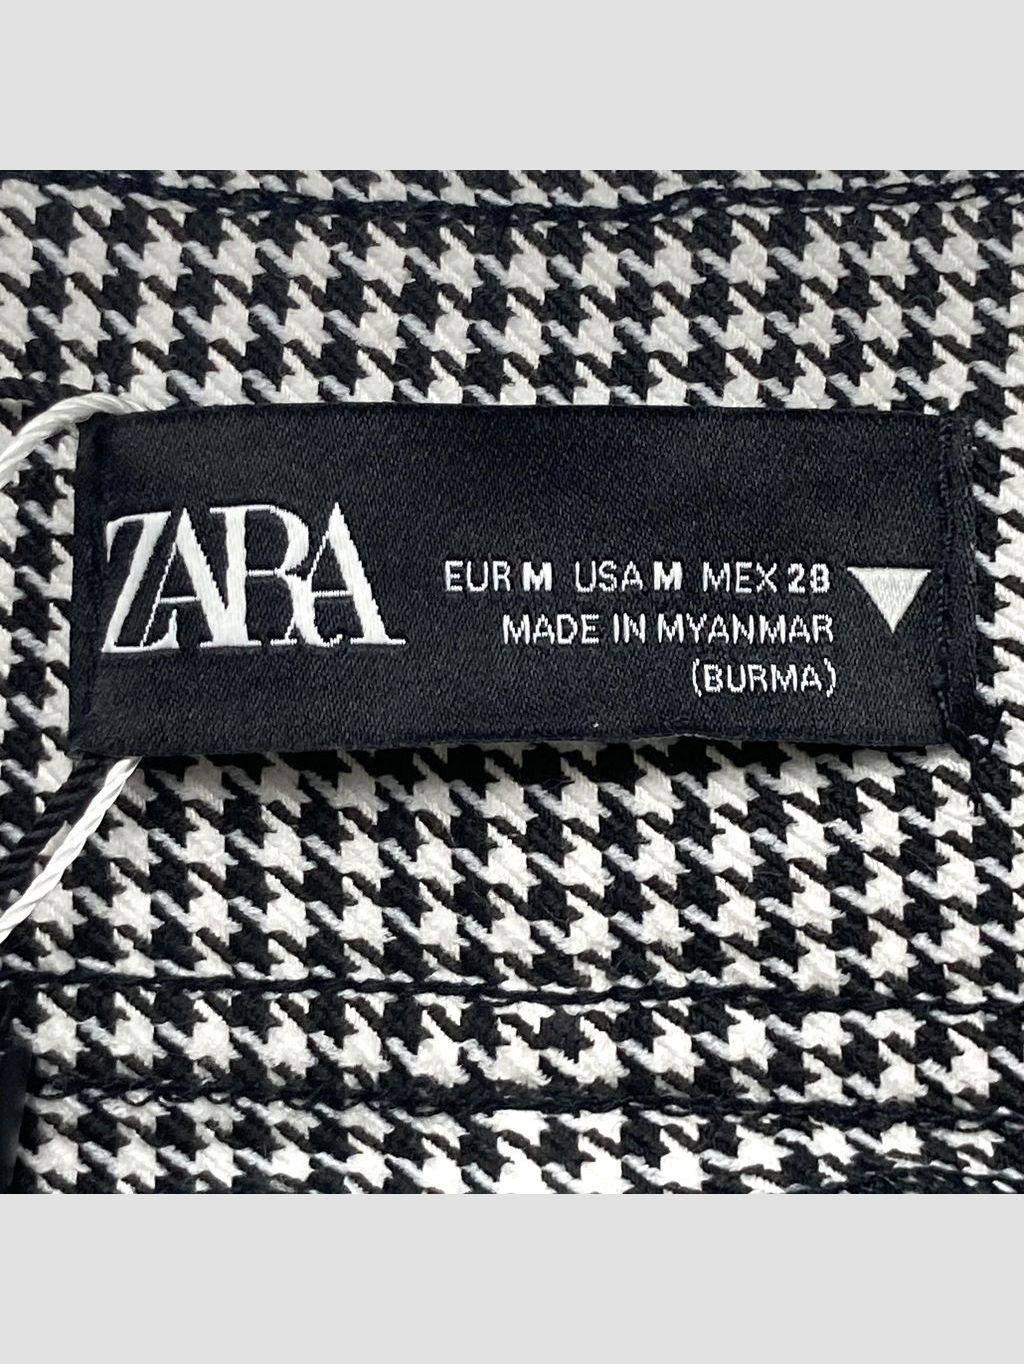 ZARA
EUR M USA M MEX 28
MADE IN MYANMAR
(BURMA)